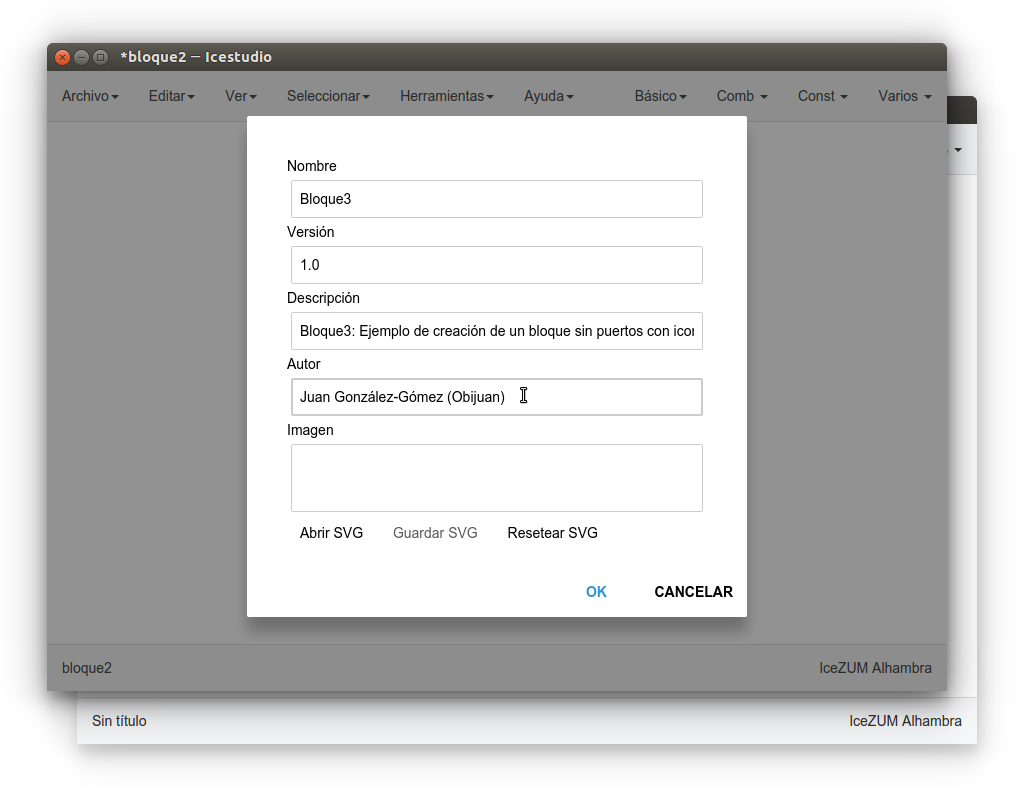 *bloque2 — Icestudio
Archivo Editar Ver Seleccionar Herramientas Ayuda Básico Comb Const Varios
Nombre
Bloque3
Versión
1.0
Descripción
Bloque3: Ejemplo de creación de un bloque sin puertos con
Autor
Juan González-Gómez (Obijuan)
Imagen
Abrir SVG Guardar SVG Resetear SVG
OK CANCELAR
bloque2 IceZUM Alhambra
Sin título IceZUM Alhambra